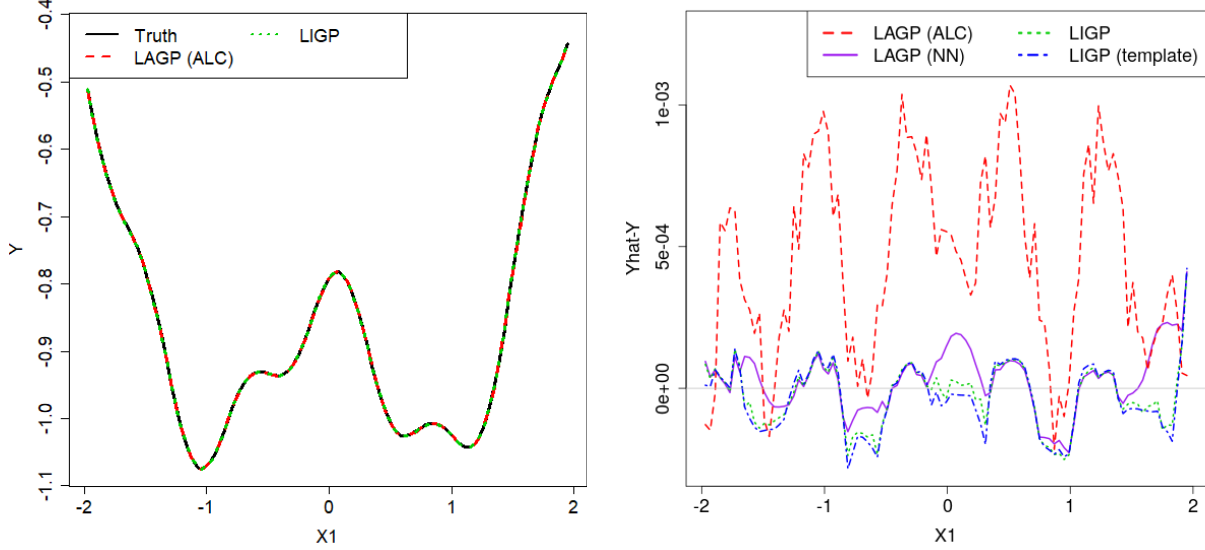 Truth
LAGP (ALC)
LIGP
-0.4
-0.5
-0.6
-0.7
-0.8
-0.9
-1.0
-1.1
Y
-2
-1
0
1
2
X1
LAGP (ALC)
LAGP (NN)
LIGP
LIGP (template)
1e-03
5e-04
0e+00
Yhat-Y
-2
-1
0
1
2
X1